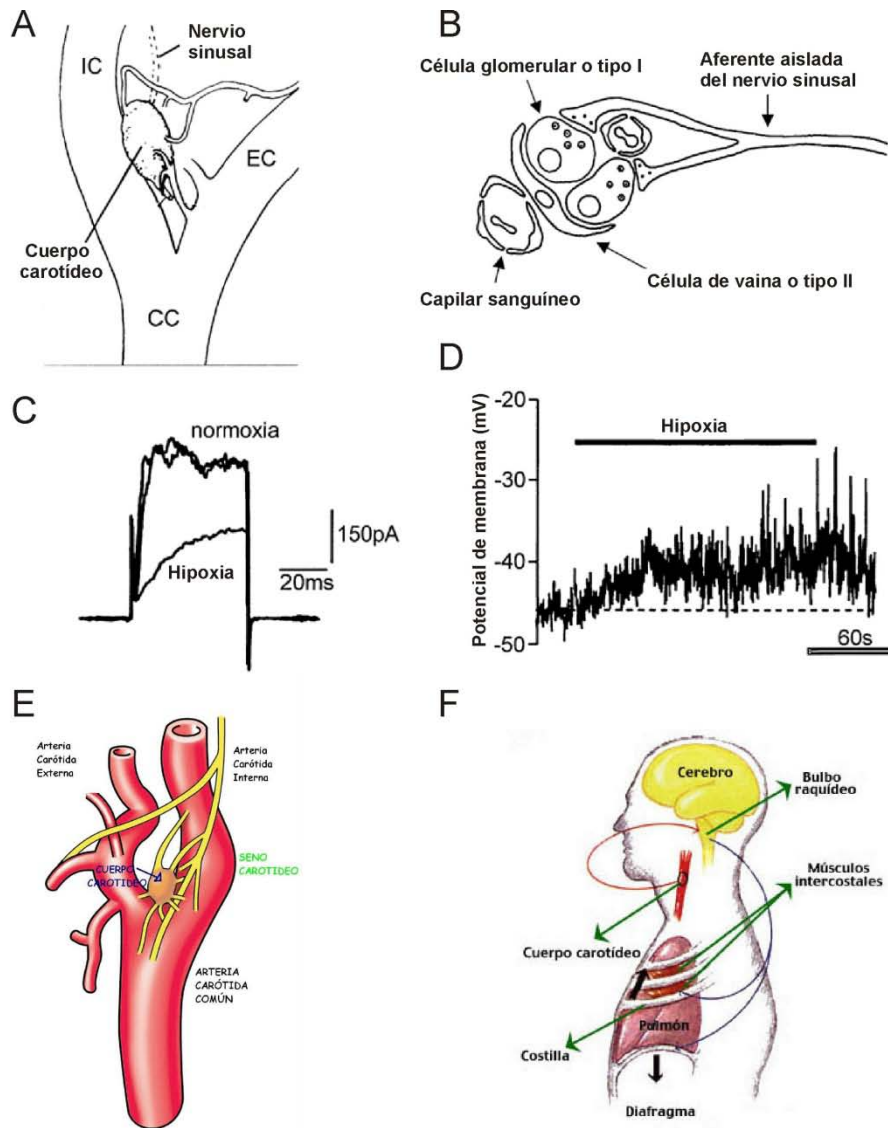 A
Nervio
sinusal
IC
EC
Cuerpo
carotídeo
CC
B
Célula glomerular o tipo I
Aferente aislada
del nervio sinusal
Capilar sanguíneo
Célula de vaina o tipo II
C
normoxia
Hipoxia
150pA
20ms
D
Potencial de membrana (mV)
-20
-30
-40
-50
Hipoxia
60s
E
Arteria
Carótida
Externa
Arteria
Carótida
Interna
CUERPO
CAROTIDEO
SENO
CAROTIDEO
ARTERIA
CARÓTIDA
COMÚN
F
Cerebro
Bulbo
raquídeo
Músculos
intercostales
Cuerpo carotídeo
Pulmón
Costilla
Diafragma